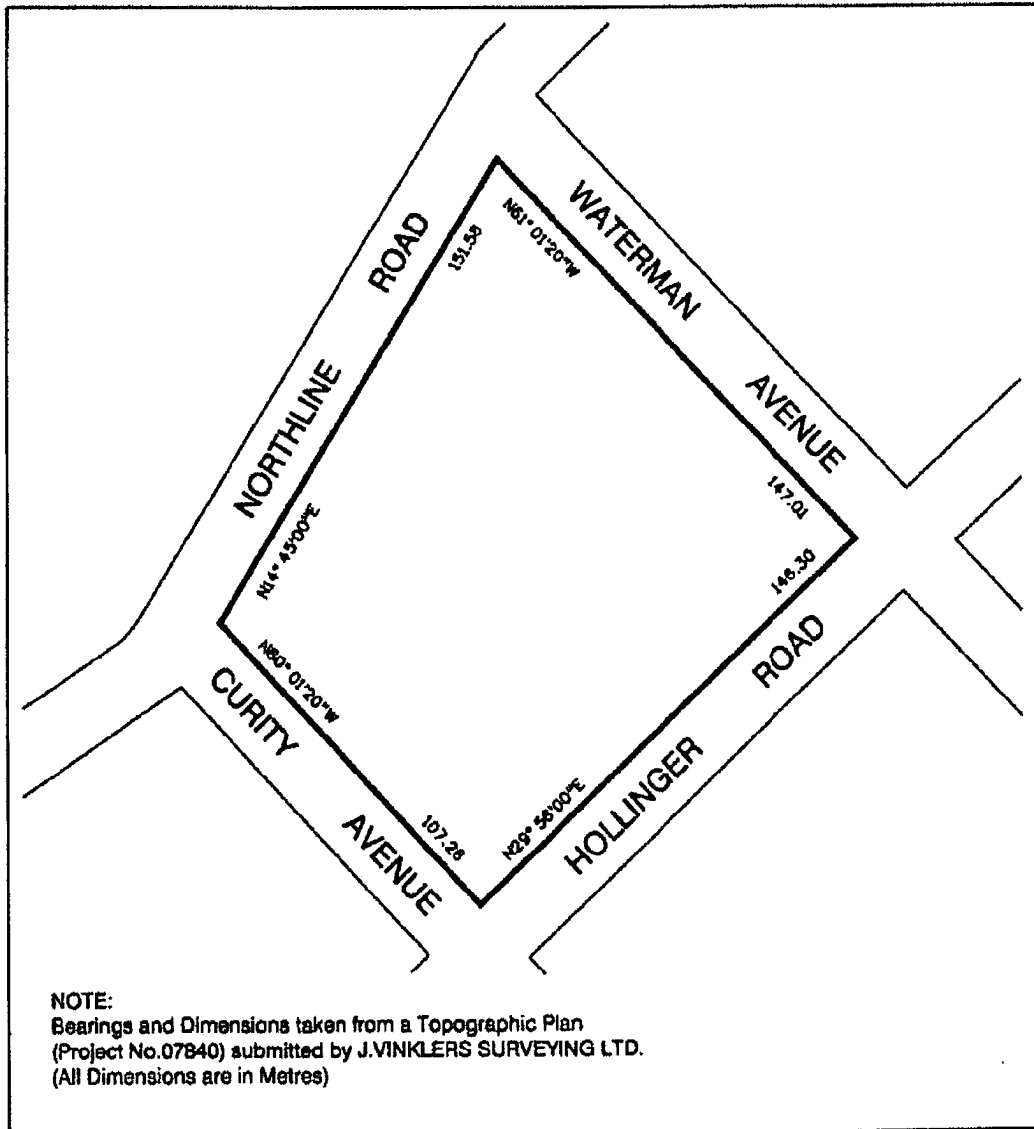 NORTHLINE ROAD
151.58
N14° 45'00"E
WATERMAN AVENUE
N61° 01'20"W
147.01
146.30
HOLLINGER ROAD
N29° 56'00"E
CURITY AVENUE
N60° 01'20"W
107.26
NOTE:
Bearings and Dimensions taken from a Topographic Plan
(Project No.07840) submitted by J.VINKLERS SURVEYING LTD.
(All Dimensions are in Metres)